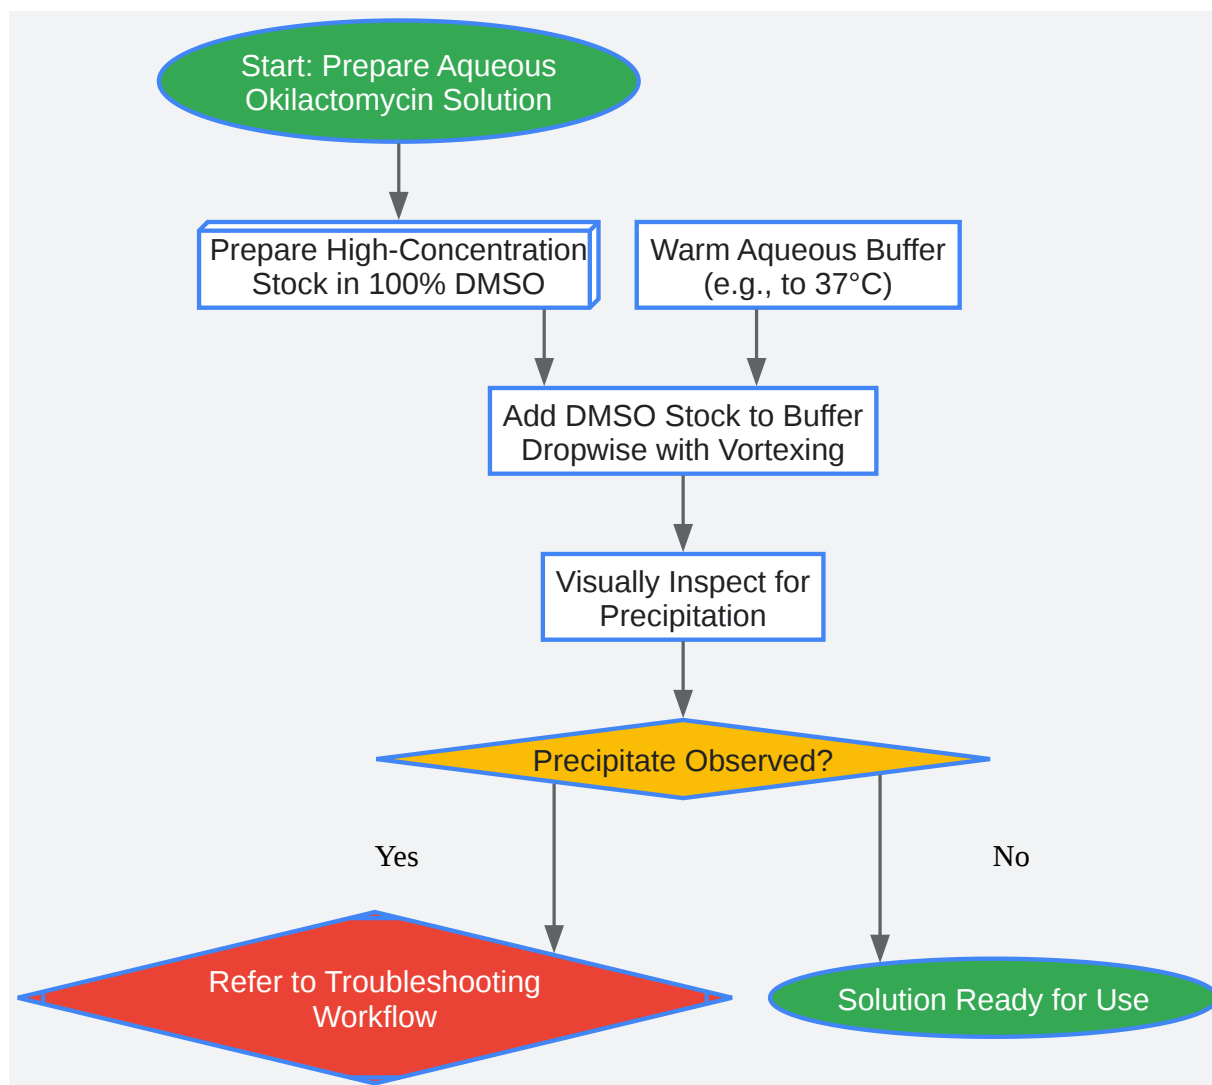 Start: Prepare Aqueous
Okilactomycin Solution
Prepare High-Concentration
Stock in 100% DMSO
Warm Aqueous Buffer
(e.g., to 37°C)
Add DMSO Stock to Buffer
Dropwise with Vortexing
Visually Inspect for
Precipitation
Precipitate Observed?
Yes
No
Refer to Troubleshooting
Workflow
Solution Ready for Use